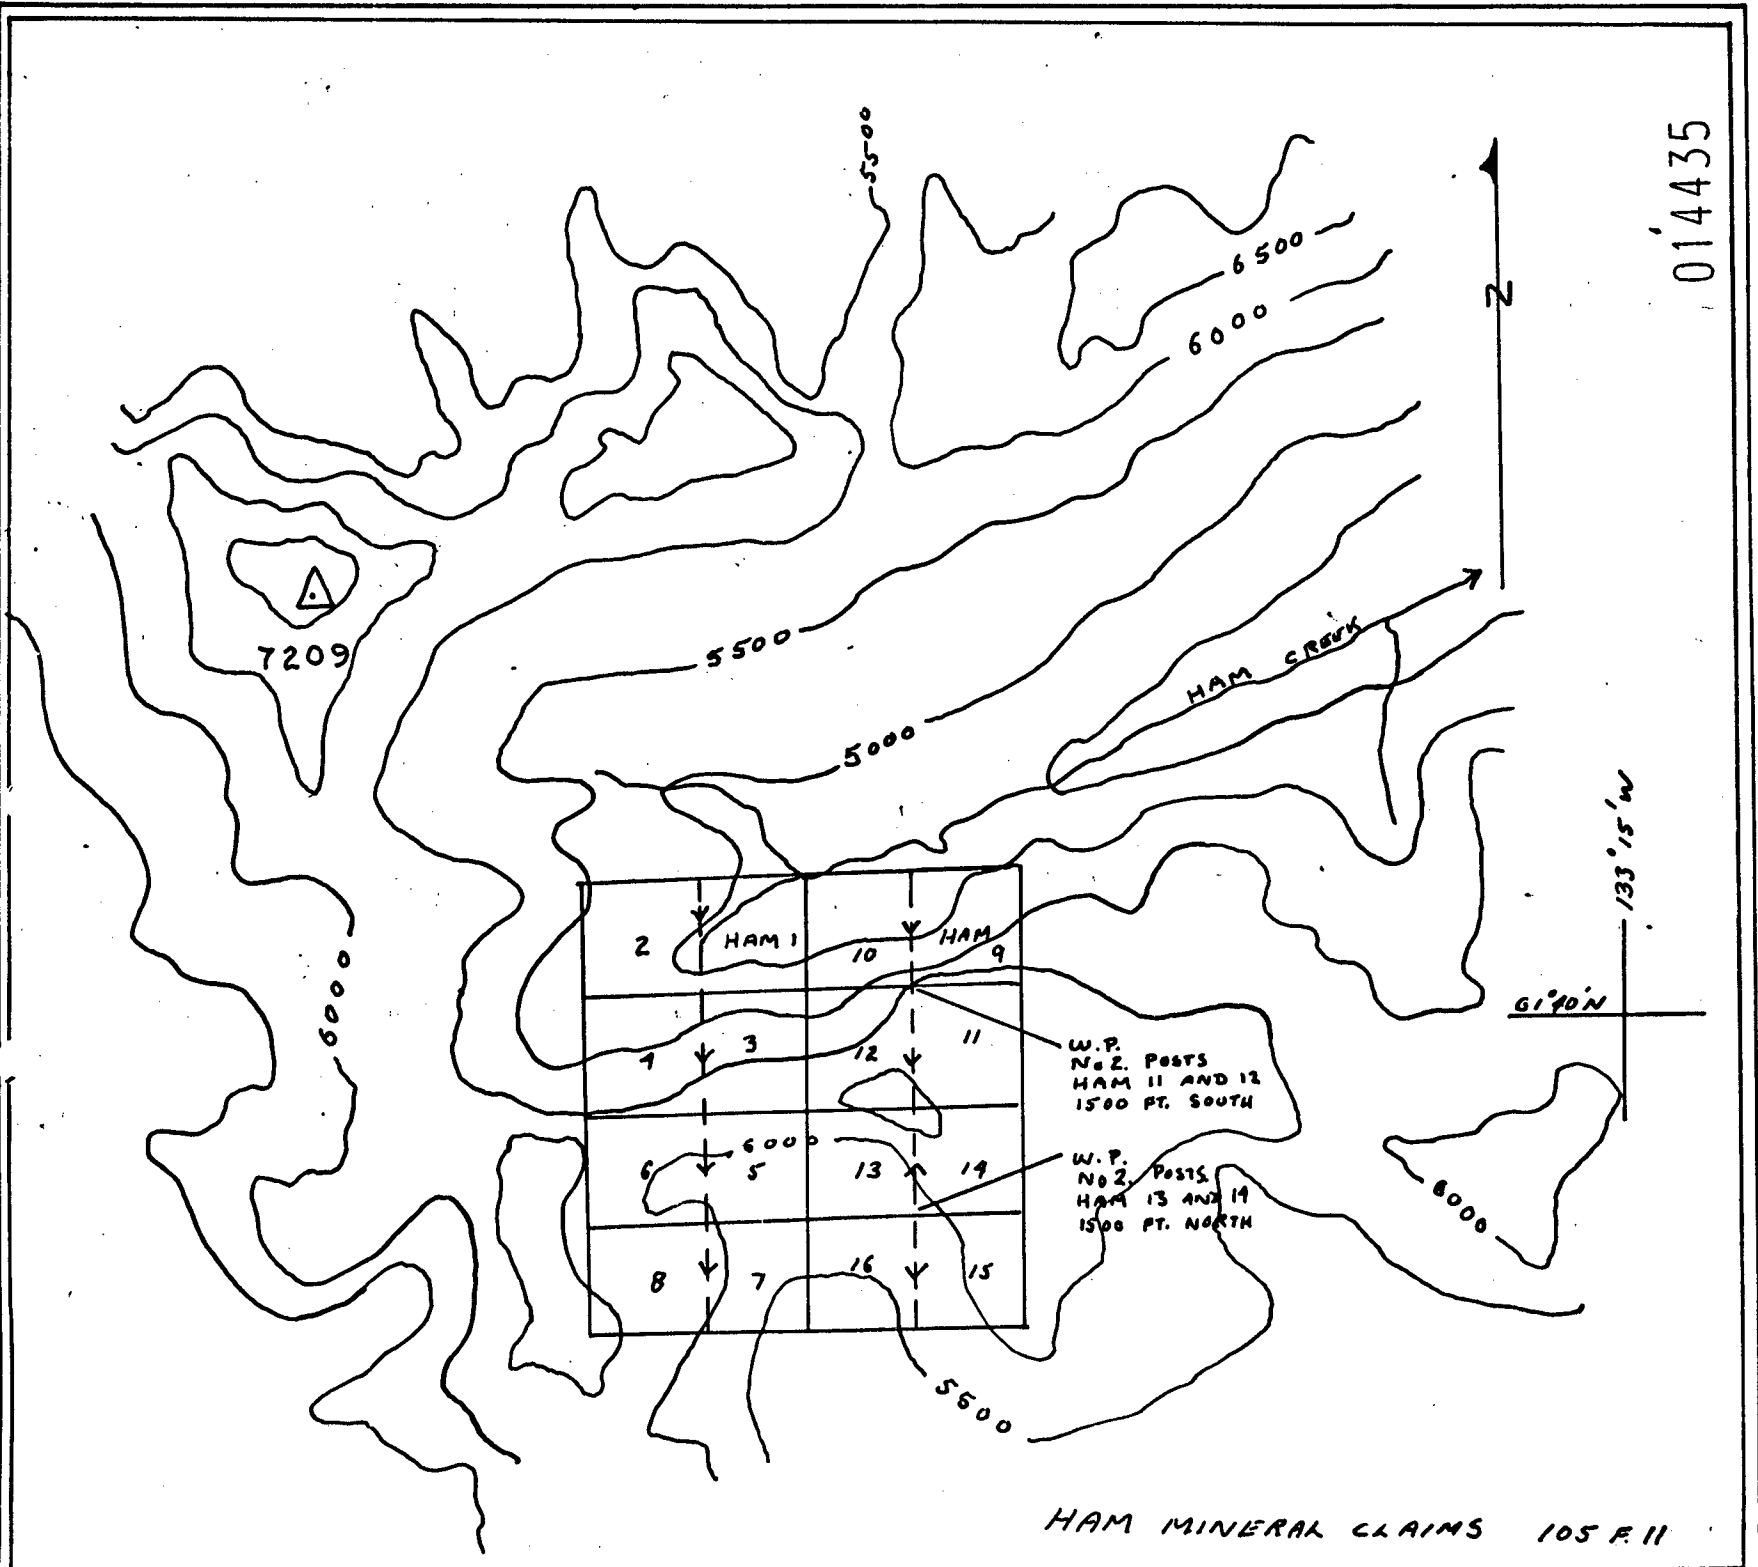 014435
5500
6500
6000
N
7209
5500
HAM CREEK
5000
133°15'W
2
HAM 1
10
HAM
9
6000
61°40'N
4
3
12
11
W.P.
No 2. POSTS
HAM 11 AND 12
1500 FT. SOUTH
6000
6
5
13
14
W.P.
No 2. POSTS
HAM 13 AND 14
1500 FT. NORTH
6000
8
7
16
15
5500
HAM MINERAL CLAIMS 105 F. 11